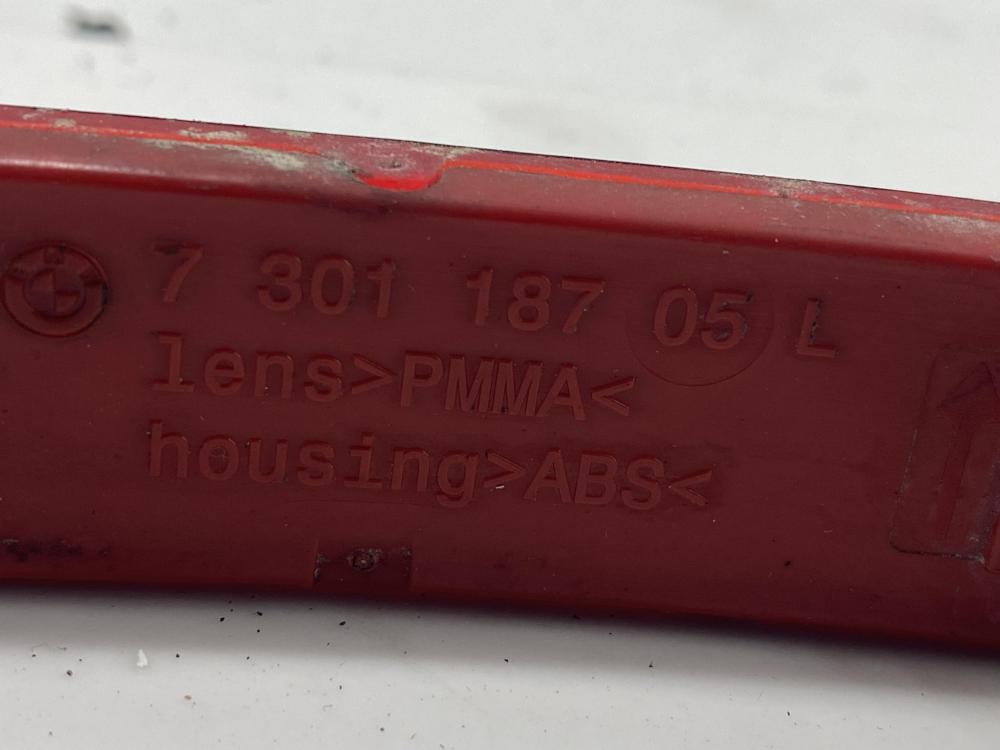 7 301 187 05 L
lens>PMMA<
housing>ABS<